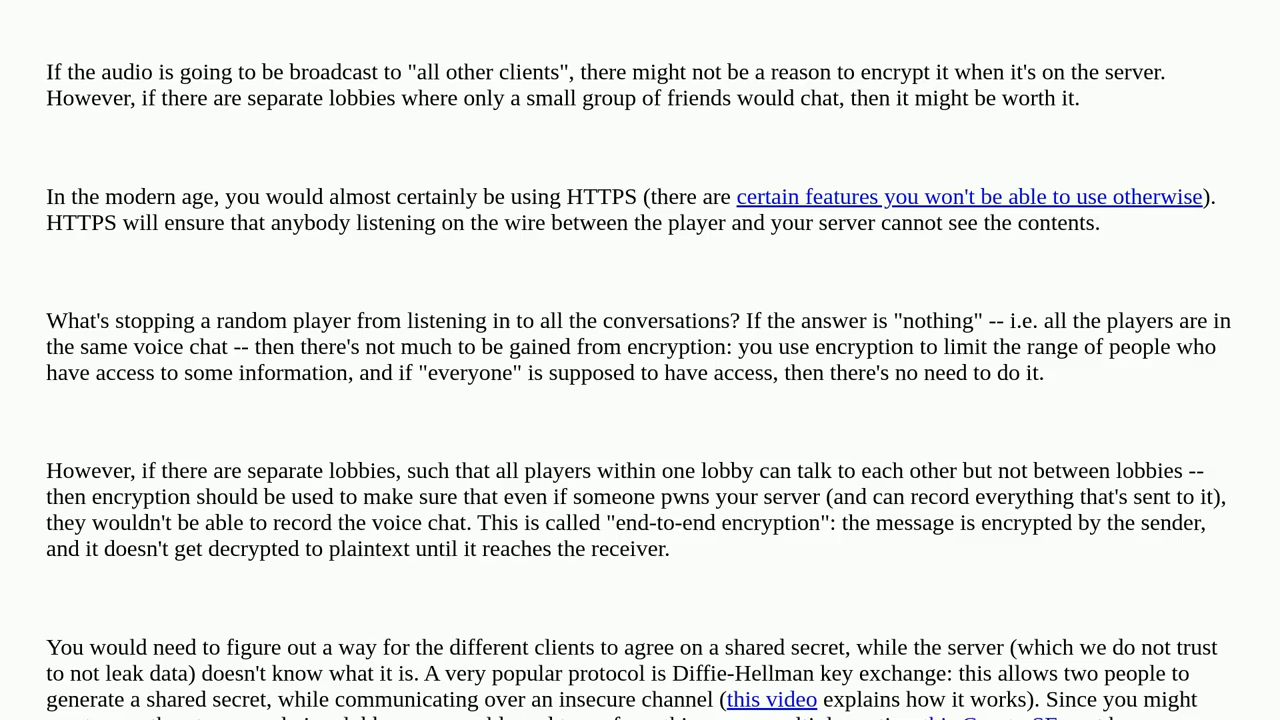 If the audio is going to be broadcast to "all other clients", there might not be a reason to encrypt it when it's on the server.
However, if there are separate lobbies where only a small group of friends would chat, then it might be worth it.
In the modern age, you would almost certainly be using HTTPS (there are certain features you won't be able to use otherwise).
HTTPS will ensure that anybody listening on the wire between the player and your server cannot see the contents.
What's stopping a random player from listening in to all the conversations? If the answer is "nothing" -- i.e. all the players are in
the same voice chat -- then there's not much to be gained from encryption: you use encryption to limit the range of people who
have access to some information, and if "everyone" is supposed to have access, then there's no need to do it.
However, if there are separate lobbies, such that all players within one lobby can talk to each other but not between lobbies --
then encryption should be used to make sure that even if someone pwns your server (and can record everything that's sent to it),
they wouldn't be able to record the voice chat. This is called "end-to-end encryption": the message is encrypted by the sender,
and it doesn't get decrypted to plaintext until it reaches the receiver.
You would need to figure out a way for the different clients to agree on a shared secret, while the server (which we do not trust
to not leak data) doesn't know what it is. A very popular protocol is Diffie-Hellman key exchange: this allows two people to
generate a shared secret, while communicating over an insecure channel (this video explains how it works). Since you might